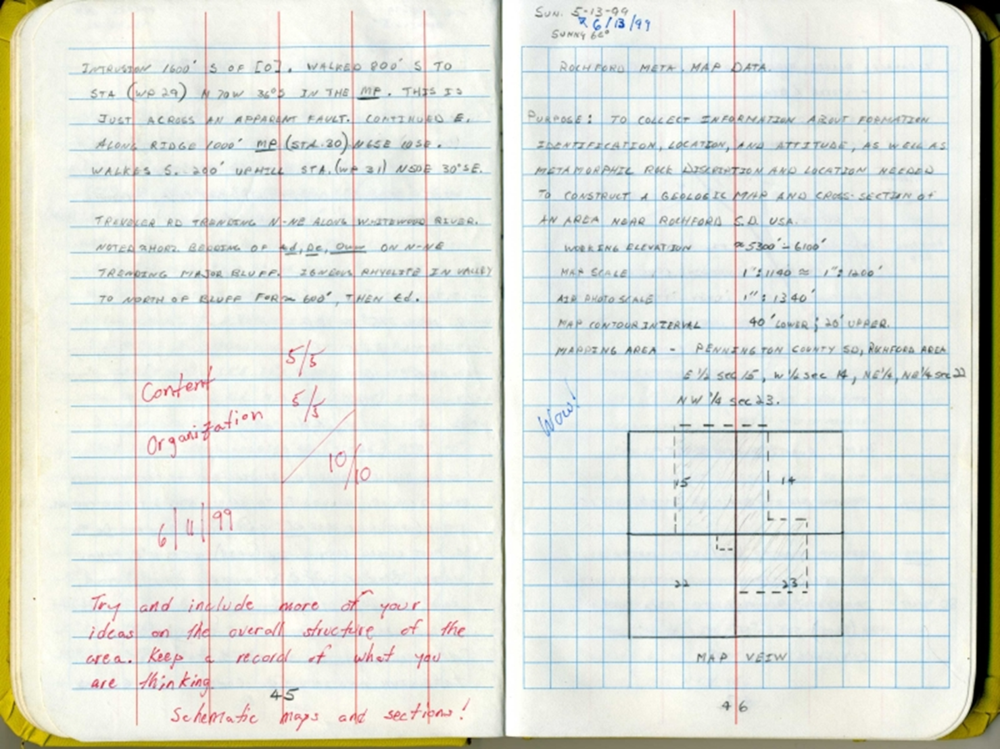 INTRUSION 1600' S OF [O]. WALKED 800' S TO
STA (WP 29) N 70W 36°S IN THE MP. THIS IS
JUST ACROSS AN APPARENT FAULT. CONTINUED E.
ALONG RIDGE 1000' MP (STA.30) N65E 10SE.
WALKES S. 200' UPHILL STA.(WP 31) N50E 30°SE.
TRAVELER RD TRENDING N-NE ALONG WHITEWOOD RIVER.
NOTED ≈HORZ. BEDDING OF Єd, De, Oww ON N-NE
TRENDING MAJOR BLUFF. IGNEOUS RHYOLITE IN VALLEY
TO NORTH OF BLUFF FOR ≈ 600', THEN Єd.
5/5
Content
5/5
Organization
10/10
6/11/99
Try and include more of your
ideas on the overall structure of the
area. Keep a record of what you
are thinking.
45
Schematic maps and sections!
SUN. 5-13-99
6/13/99
SUNNY 60°
ROCHFORD META. MAP DATA.
PURPOSE: TO COLLECT INFORMATION ABOUT FORMATION
IDENTIFICATION, LOCATION, AND ATTITUDE, AS WELL AS
METAMORPHIC ROCK DISCRIPTION AND LOCATION NEEDED
TO CONSTRUCT A GEOLOGIC MAP AND CROSS-SECTION OF
AN AREA NEAR ROCHFORD S.D. USA.
WORKING ELEVATION ≈5300'-6100'
MAP SCALE 1":1140 ≈ 1":1200'
AIR PHOTO SCALE 1":1340'
MAP CONTOUR INTERVAL 40' LOWER; 20' UPPER.
MAPPING AREA - PENNINGTON COUNTY SD, ROCHFORD AREA
E 1/2 sec 15, W 1/2 sec 14, NE 1/4, NE 1/4 sec 22
NW 1/4 sec 23.
Wow!
15 14
22 23
MAP VEIW
46